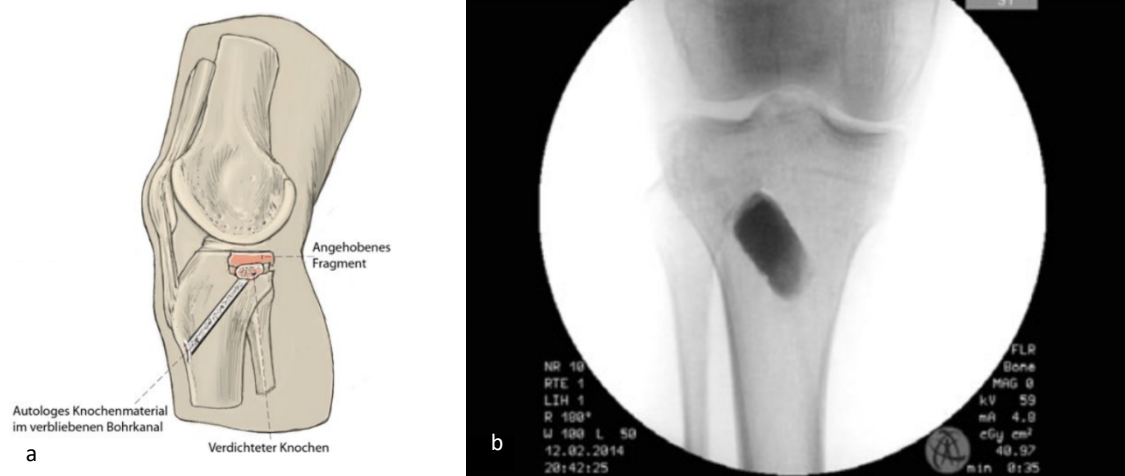 Angehobenes
Fragment
Autologes Knochenmaterial
im verbliebenen Bohrkanal
Verdichteter Knochen
a
b
NR 10
RTE 1
LIH 1
R 180°
W 100 L 50
12.02.2014
20:42:25
FLR
Bone
MAG 0
kV 59
mA 4.8
cGy cm²
40.97
min 0:35